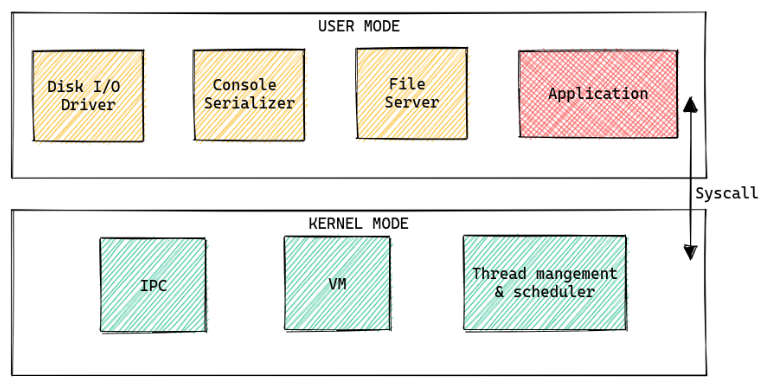 USER MODE
Disk I/O
Driver
Console
Serializer
File
Server
Application
Syscall
KERNEL MODE
IPC
VM
Thread mangement
& scheduler